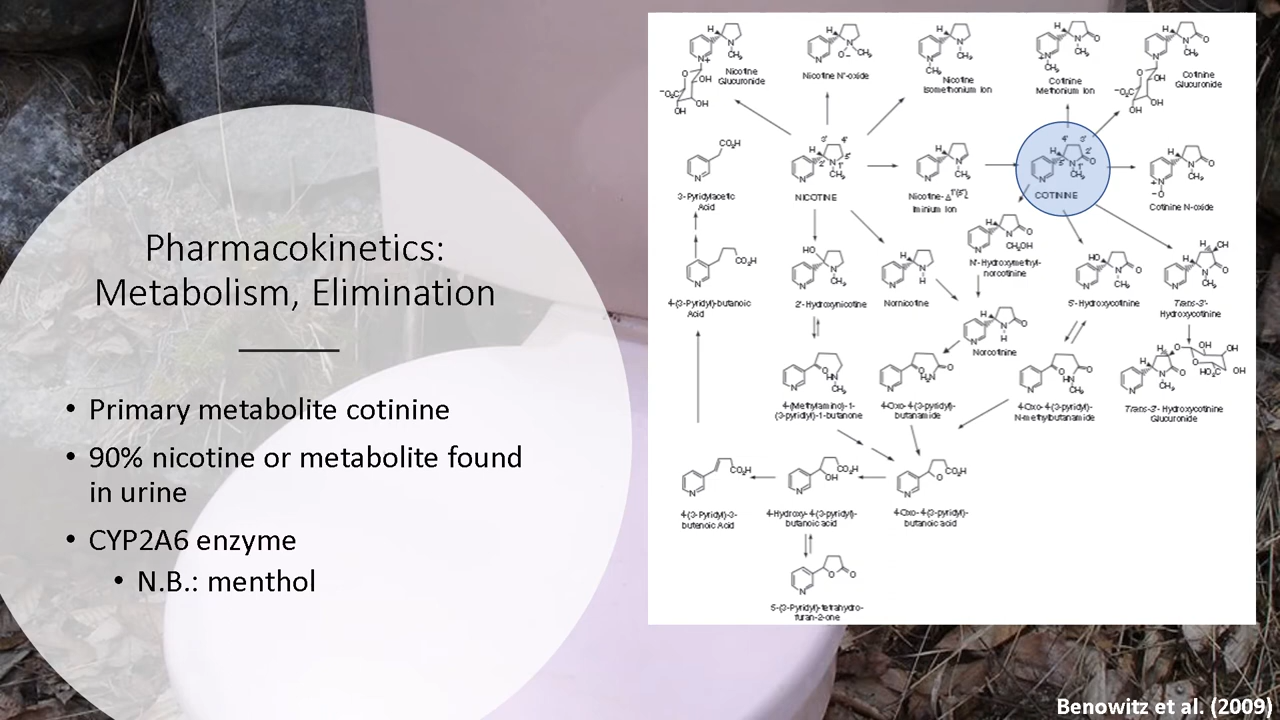 Pharmacokinetics:
Metabolism, Elimination
• Primary metabolite cotinine
• 90% nicotine or metabolite found
in urine
• CYP2A6 enzyme
• N.B.: menthol
Nicotine
Glucuronide
Nicotine N'-oxide
Nicotine
Isomethonium Ion
Cotinine
Methonium Ion
Cotinine
Glucuronide
3-Pyridylacetic
Acid
NICOTINE
Nicotine-Δ1'(5')
Iminium Ion
COTININE
Cotinine N-oxide
4-(3-Pyridyl)-butanoic
Acid
2'-Hydroxynicotine
Nornicotine
N'-Hydroxymethyl-
norcotinine
5'-Hydroxycotinine
Trans-3'-
Hydroxycotinine
Norcotinine
4-(Methylamino)-1-
(3-pyridyl)-1-butanone
4-Oxo-4-(3-pyridyl)-
butanamide
4-Oxo-4-(3-pyridyl)-
N-methylbutanamide
Trans-3'-Hydroxycotinine
Glucuronide
4-(3-Pyridyl)-3-
butenoic Acid
4-Hydroxy-4-(3-pyridyl)-
butanoic acid
4-Oxo-4-(3-pyridyl)-
butanoic acid
5-(3-Pyridyl)-tetrahydro-
furan-2-one
Benowitz et al. (2009)